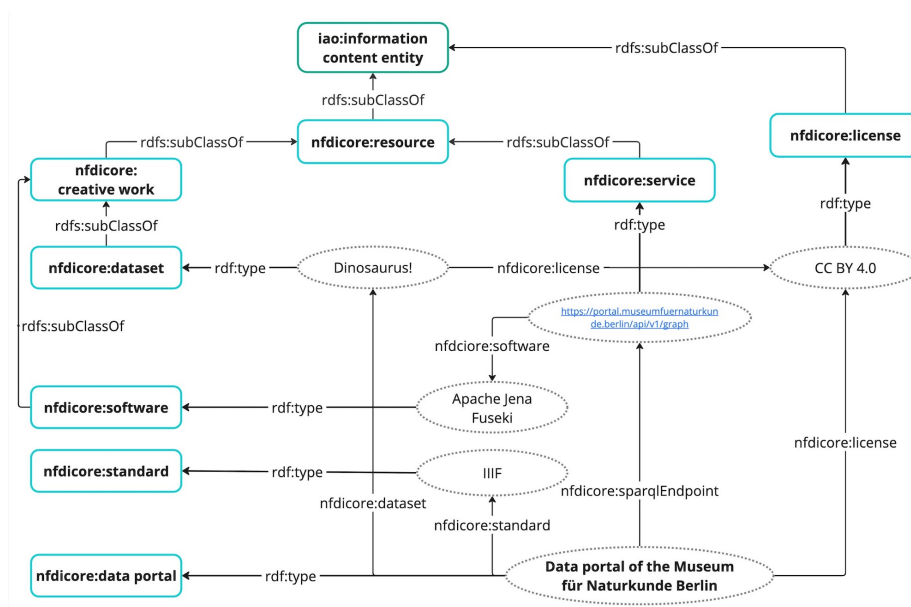 iao:information
content entity
rdfs:subClassOf
rdfs:subClassOf
nfdicore:license
rdfs:subClassOf
nfdicore:resource
rdfs:subClassOf
nfdicore:
creative work
nfdicore:service
rdf:type
rdfs:subClassOf
rdf:type
nfdicore:dataset
rdf:type
Dinosaurus!
nfdicore:license
CC BY 4.0
https://portal.museumfuernaturkun
de.berlin/api/v1/graph
rdfs:subClassOf
nfdciore:software
Apache Jena
Fuseki
nfdicore:software
rdf:type
nfdicore:license
nfdicore:standard
rdf:type
IIIF
nfdicore:sparqlEndpoint
nfdicore:dataset
nfdicore:standard
Data portal of the Museum
für Naturkunde Berlin
nfdicore:data portal
rdf:type